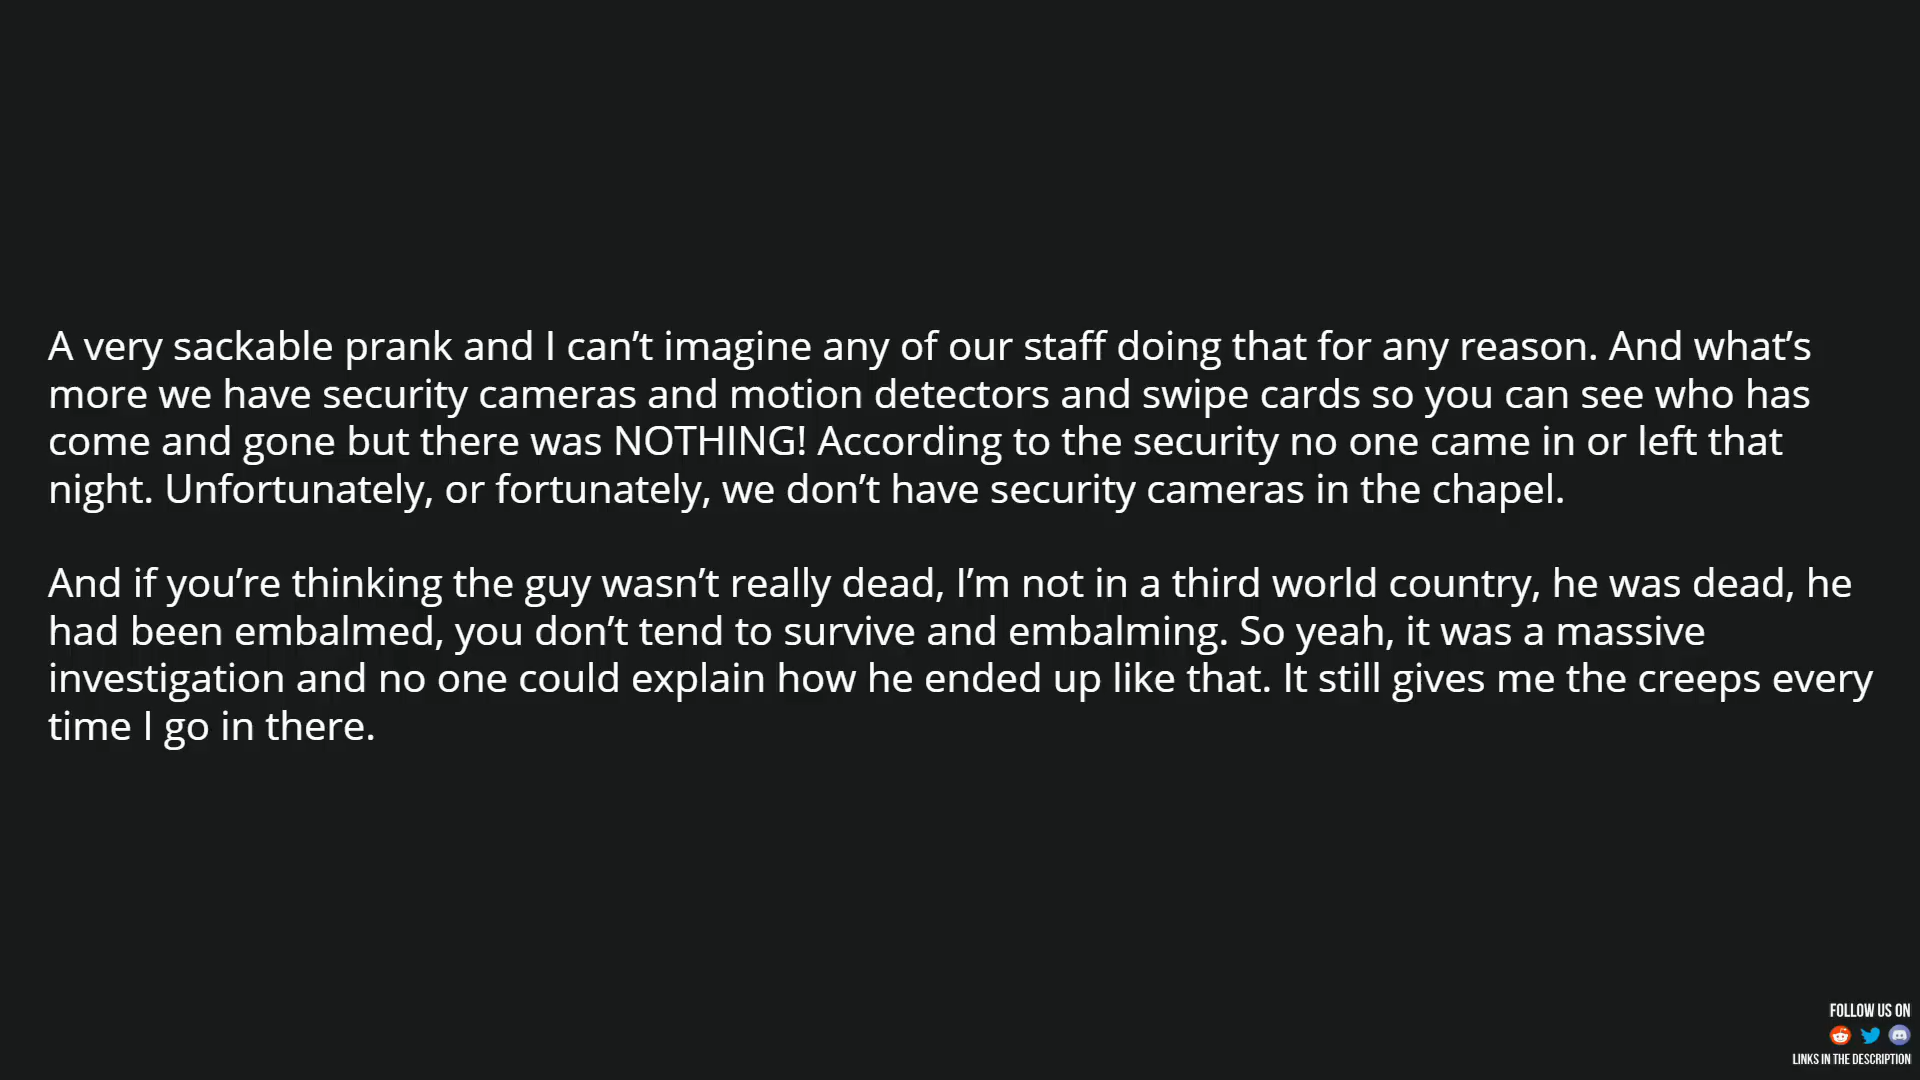 A very sackable prank and I can’t imagine any of our staff doing that for any reason. And what’s
more we have security cameras and motion detectors and swipe cards so you can see who has
come and gone but there was NOTHING! According to the security no one came in or left that
night. Unfortunately, or fortunately, we don’t have security cameras in the chapel.
And if you’re thinking the guy wasn’t really dead, I’m not in a third world country, he was dead, he
had been embalmed, you don’t tend to survive and embalming. So yeah, it was a massive
investigation and no one could explain how he ended up like that. It still gives me the creeps every
time I go in there.
FOLLOW US ON
LINKS IN THE DESCRIPTION